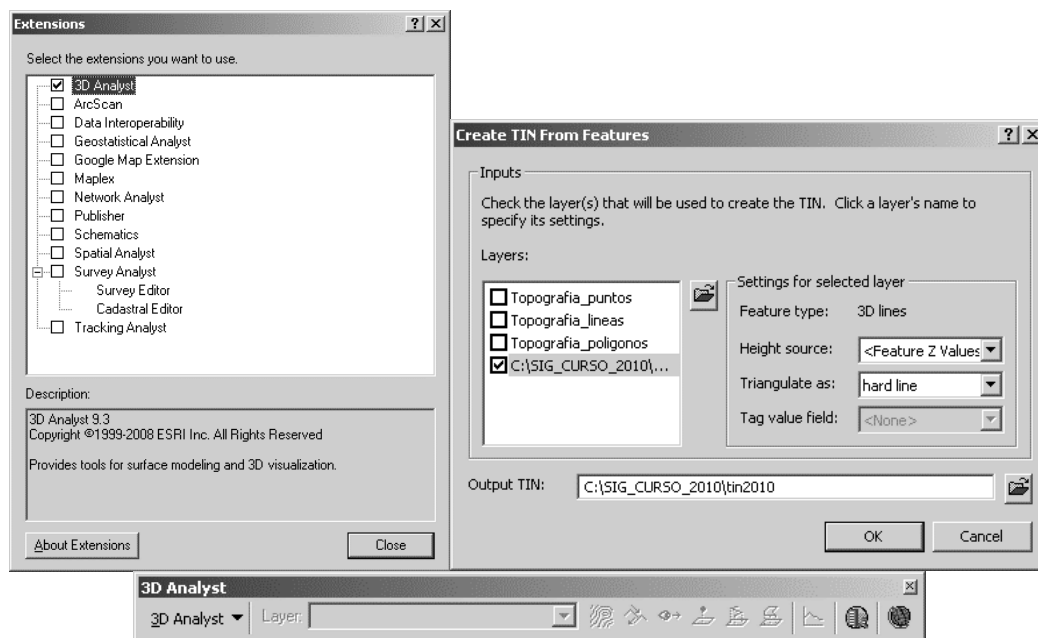 Extensions
Select the extensions you want to use.
3D Analyst
ArcScan
Data Interoperability
Geostatistical Analyst
Google Map Extension
Maplex
Network Analyst
Publisher
Schematics
Spatial Analyst
Survey Analyst
Survey Editor
Cadastral Editor
Tracking Analyst
Description:
3D Analyst 9.3
Copyright ©1999-2008 ESRI Inc. All Rights Reserved
Provides tools for surface modeling and 3D visualization.
About Extensions
Close
Create TIN From Features
Inputs
Check the layer(s) that will be used to create the TIN. Click a layer's name to
specify its settings.
Layers:
Topografia_puntos
Topografia_lineas
Topografia_poligonos
C:\SIG_CURSO_2010\...
Settings for selected layer
Feature type: 3D lines
Height source: <Feature Z Values
Triangulate as: hard line
Tag value field: <None>
Output TIN: C:\SIG_CURSO_2010\tin2010
OK
Cancel
3D Analyst
3D Analyst Layer: